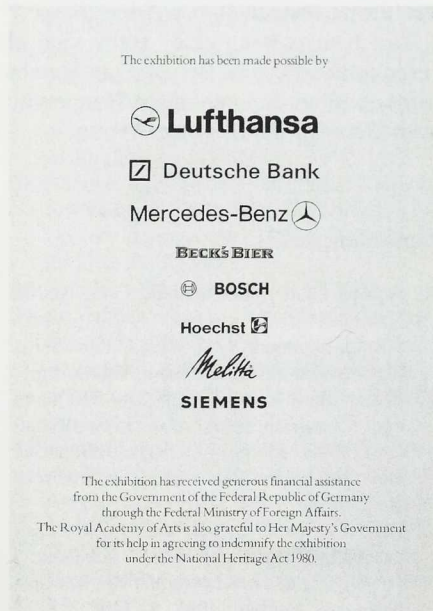 The exhibition has been made possible by
Lufthansa
Deutsche Bank
Mercedes-Benz
BECK'S BIER
BOSCH
Hoechst
Melitta
SIEMENS
The exhibition has received generous financial assistance
from the Government of the Federal Republic of Germany
through the Federal Ministry of Foreign Affairs.
The Royal Academy of Arts is also grateful to Her Majesty's Government
for its help in agreeing to indemnify the exhibition
under the National Heritage Act 1980.